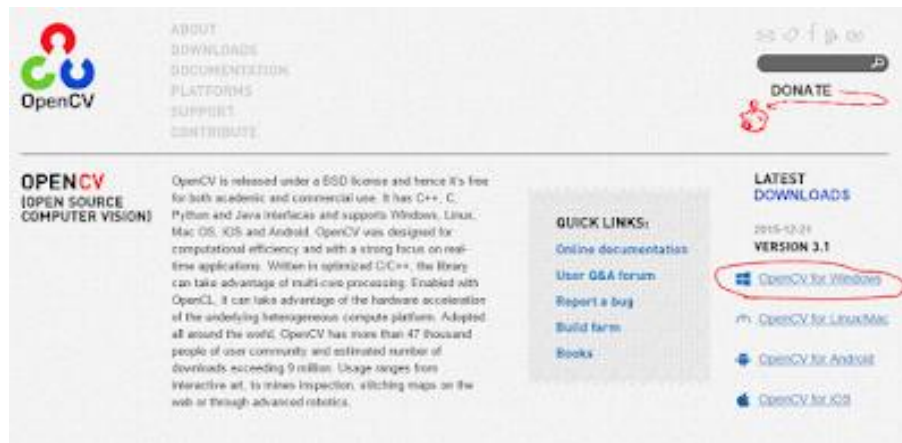 OpenCV
ABOUT
DOWNLOADS
DOCUMENTATION
PLATFORMS
SUPPORT
CONTRIBUTE
DONATE
OPENCV
(OPEN SOURCE
COMPUTER VISION)
OpenCV is released under a BSD license and hence it's free
for both academic and commercial use. It has C++, C,
Python and Java interfaces and supports Windows, Linux,
Mac OS, iOS and Android. OpenCV was designed for
computational efficiency and with a strong focus on real-
time applications. Written in optimized C/C++, the library
can take advantage of multi-core processing. Enabled with
OpenCL, it can take advantage of the hardware acceleration
of the underlying heterogeneous compute platform. Adopted
all around the world, OpenCV has more than 47 thousand
people of user community and estimated number of
downloads exceeding 9 million. Usage ranges from
interactive art, to mines inspection, stitching maps on the
web or through advanced robotics.
QUICK LINKS:
Online documentation
User Q&A forum
Report a bug
Build farm
Books
LATEST
DOWNLOADS
2015-12-21
VERSION 3.1
OpenCV for Windows
OpenCV for Linux/Mac
OpenCV for Android
OpenCV for iOS